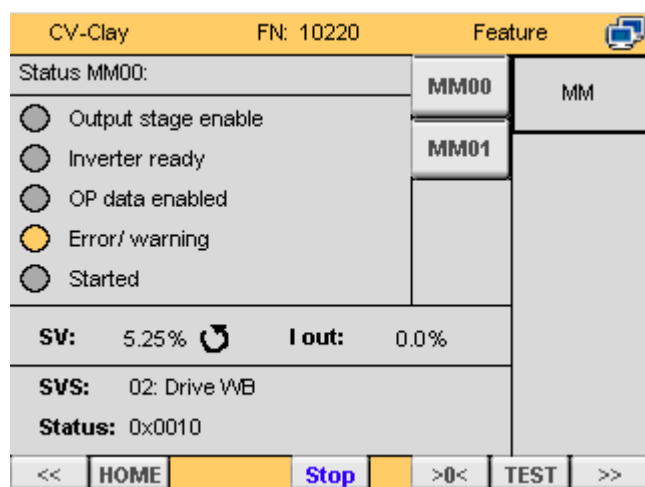 CV-Clay FN: 10220 Feature
Status MM00:
MM00
MM
Output stage enable
Inverter ready
MM01
OP data enabled
Error/ warning
Started
SV: 5.25% I out: 0.0%
SVS: 02: Drive WB
Status: 0x0010
<< HOME Stop >0< TEST >>